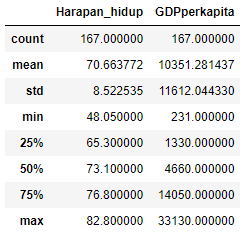 Harapan_hidup GDPperkapita
count 167.000000 167.000000
mean 70.663772 10351.281437
std 8.522535 11612.044330
min 48.050000 231.000000
25% 65.300000 1330.000000
50% 73.100000 4660.000000
75% 76.800000 14050.000000
max 82.800000 33130.000000